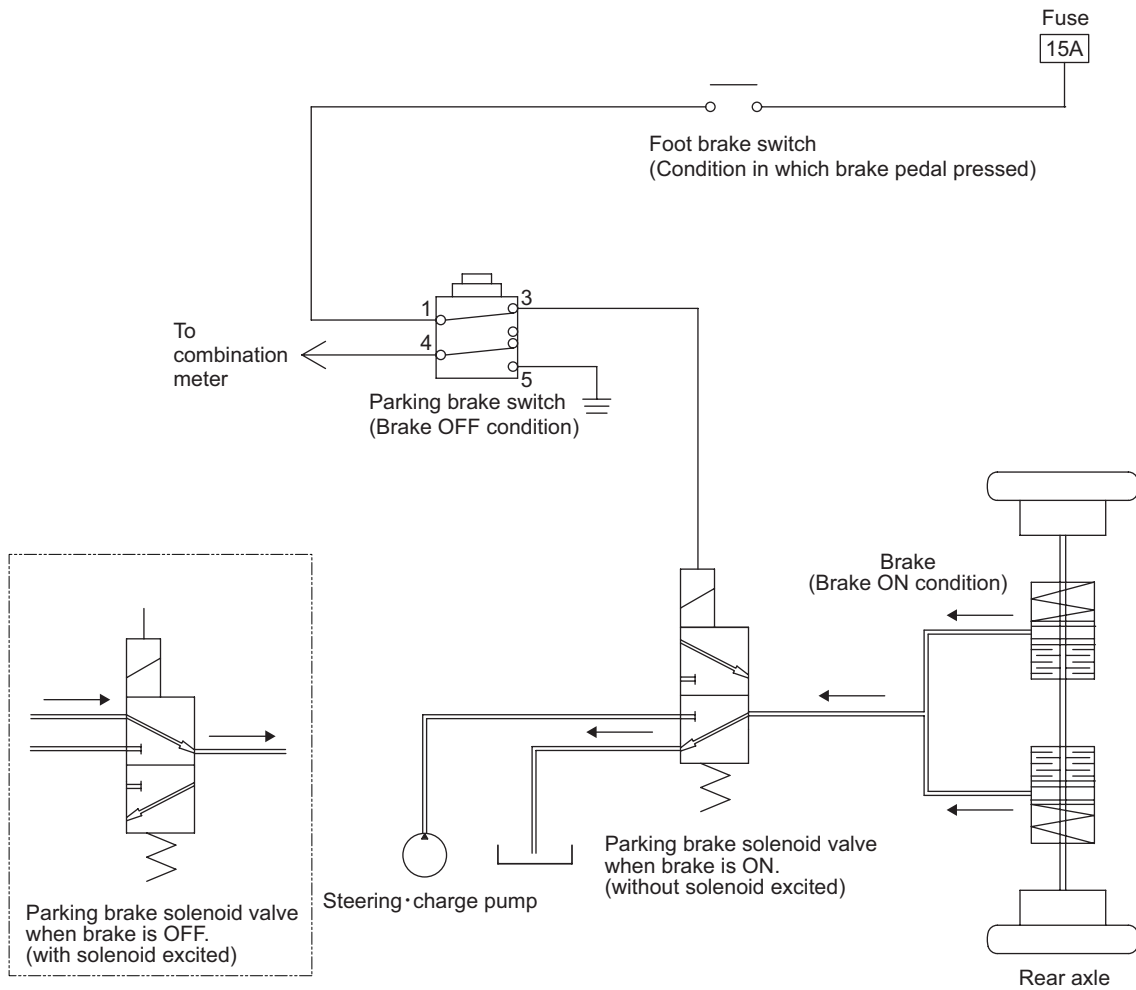 Fuse
15A
Foot brake switch
(Condition in which brake pedal pressed)
1
3
4
5
To
combination
meter
Parking brake switch
(Brake OFF condition)
Brake
(Brake ON condition)
Parking brake solenoid valve
when brake is ON.
(without solenoid excited)
Steering･charge pump
Parking brake solenoid valve
when brake is OFF.
(with solenoid excited)
Rear axle